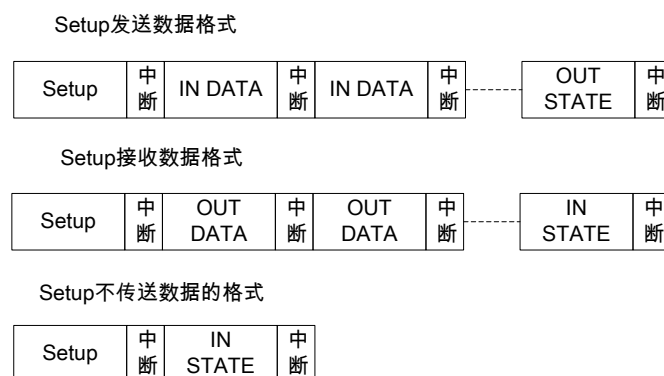 Setup发送数据格式
Setup 中断 IN DATA 中断 IN DATA 中断 OUT STATE 中断
Setup接收数据格式
Setup 中断 OUT DATA 中断 OUT DATA 中断 IN STATE 中断
Setup不传送数据的格式
Setup 中断 IN STATE 中断